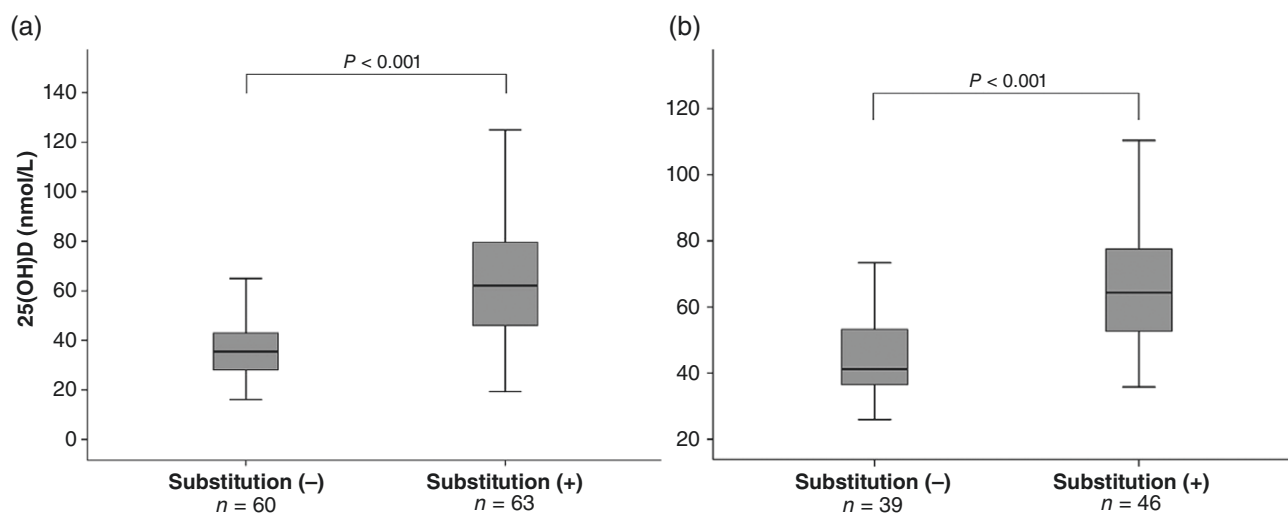 (a)
P < 0.001
25(OH)D (nmol/L)
140
120
100
80
60
40
20
0
Substitution (–)
n = 60
Substitution (+)
n = 63
(b)
P < 0.001
120
100
80
60
40
20
Substitution (–)
n = 39
Substitution (+)
n = 46